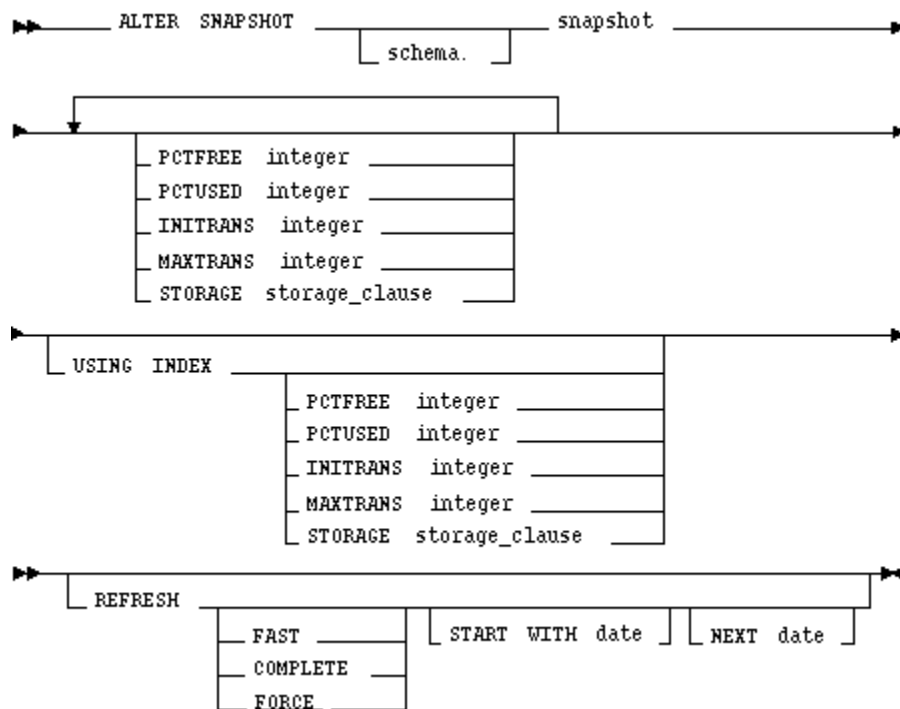 ALTER SNAPSHOT snapshot
schema.
PCTFREE integer
PCTUSED integer
INITRANS integer
MAXTRANS integer
STORAGE storage_clause
USING INDEX
PCTFREE integer
PCTUSED integer
INITRANS integer
MAXTRANS integer
STORAGE storage_clause
REFRESH
FAST START WITH date NEXT date
COMPLETE
FORCE